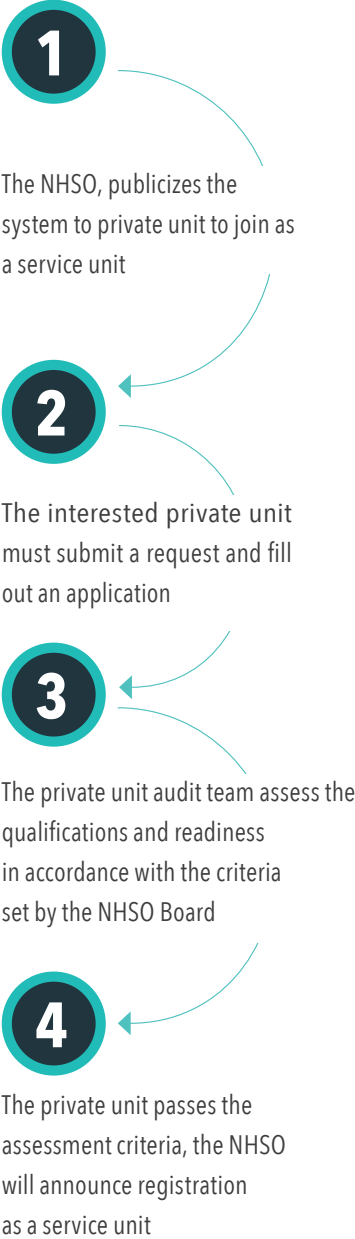 1
The NHSO, publicizes the
system to private unit to join as
a service unit
2
The interested private unit
must submit a request and fill
out an application
3
The private unit audit team assess the
qualifications and readiness
in accordance with the criteria
set by the NHSO Board
4
The private unit passes the
assessment criteria, the NHSO
will announce registration
as a service unit